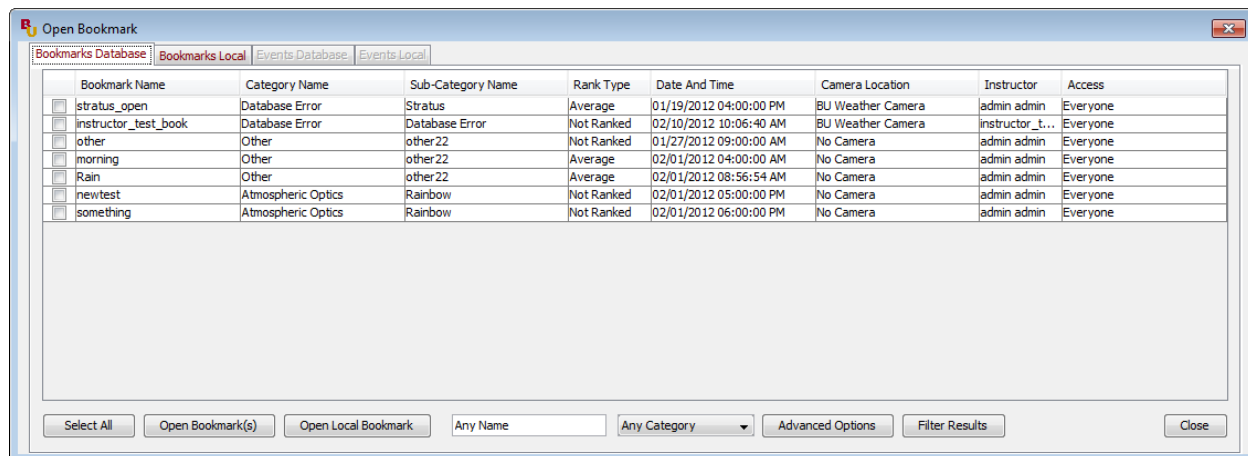 BU Open Bookmark
Bookmarks Database Bookmarks Local Events Database Events Local
Bookmark Name Category Name Sub-Category Name Rank Type Date And Time Camera Location Instructor Access
stratus_open Database Error Stratus Average 01/19/2012 04:00:00 PM BU Weather Camera admin admin Everyone
instructor_test_book Database Error Database Error Not Ranked 02/10/2012 10:06:40 AM BU Weather Camera instructor_t... Everyone
other Other other22 Not Ranked 01/27/2012 09:00:00 AM No Camera admin admin Everyone
morning Other other22 Average 02/01/2012 04:00:00 AM No Camera admin admin Everyone
Rain Other other22 Average 02/01/2012 08:56:54 AM No Camera admin admin Everyone
newtest Atmospheric Optics Rainbow Not Ranked 02/01/2012 05:00:00 PM No Camera admin admin Everyone
something Atmospheric Optics Rainbow Not Ranked 02/01/2012 06:00:00 PM No Camera admin admin Everyone
Select All Open Bookmark(s) Open Local Bookmark Any Name Any Category Advanced Options Filter Results Close